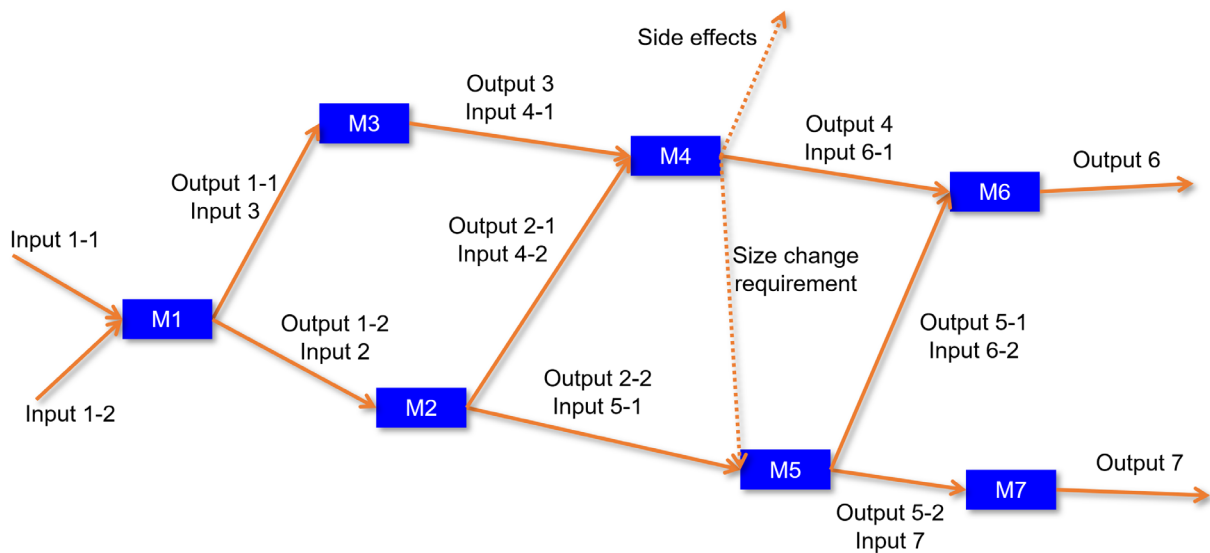 Side effects
Output 3
Input 4-1
M3
Output 4
Input 6-1
M4
Output 6
M6
Output 1-1
Input 3
Output 2-1
Input 4-2
Input 1-1
Size change
requirement
M1
Output 1-2
Input 2
Output 5-1
Input 6-2
Input 1-2
M2
Output 2-2
Input 5-1
M5
Output 7
M7
Output 5-2
Input 7